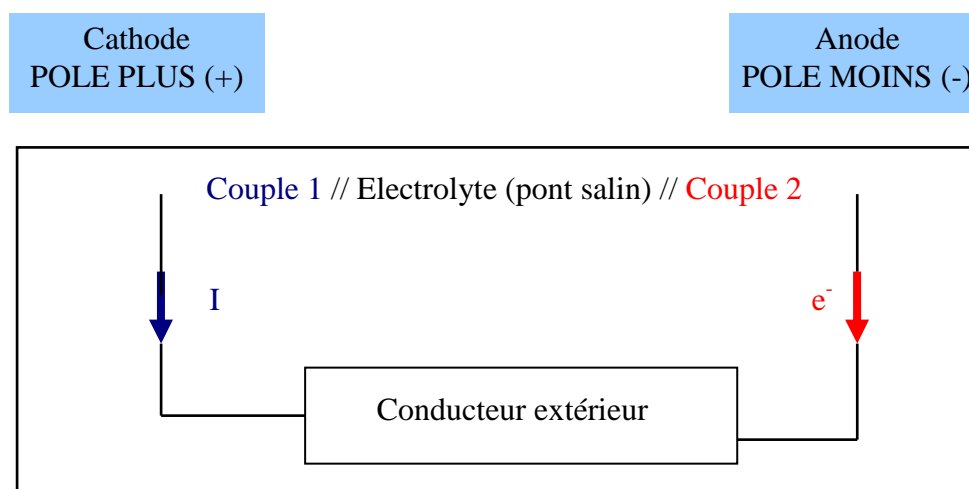 Cathode
POLE PLUS (+)
Anode
POLE MOINS (-)
Couple 1 // Electrolyte (pont salin) // Couple 2
I
e-
Conducteur extérieur